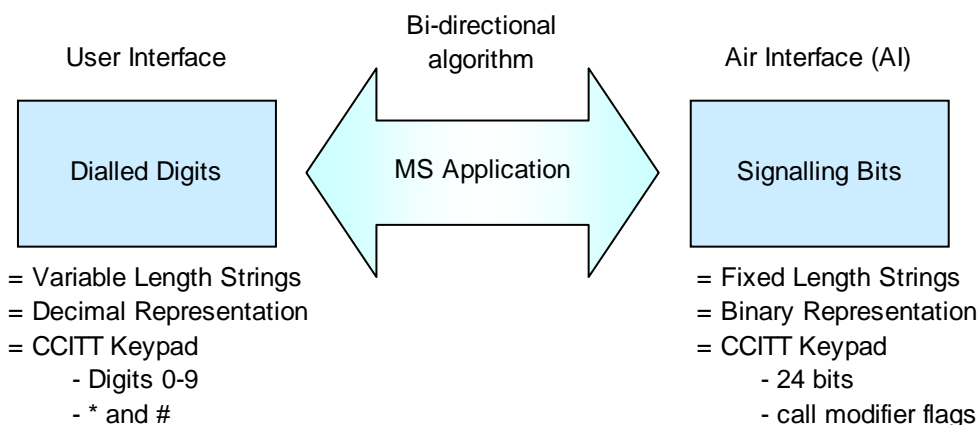 Bi-directional
algorithm
User Interface
Air Interface (AI)
Dialled Digits
MS Application
Signalling Bits
= Variable Length Strings
= Decimal Representation
= CCITT Keypad
- Digits 0-9
- * and #
= Fixed Length Strings
= Binary Representation
= CCITT Keypad
- 24 bits
- call modifier flags